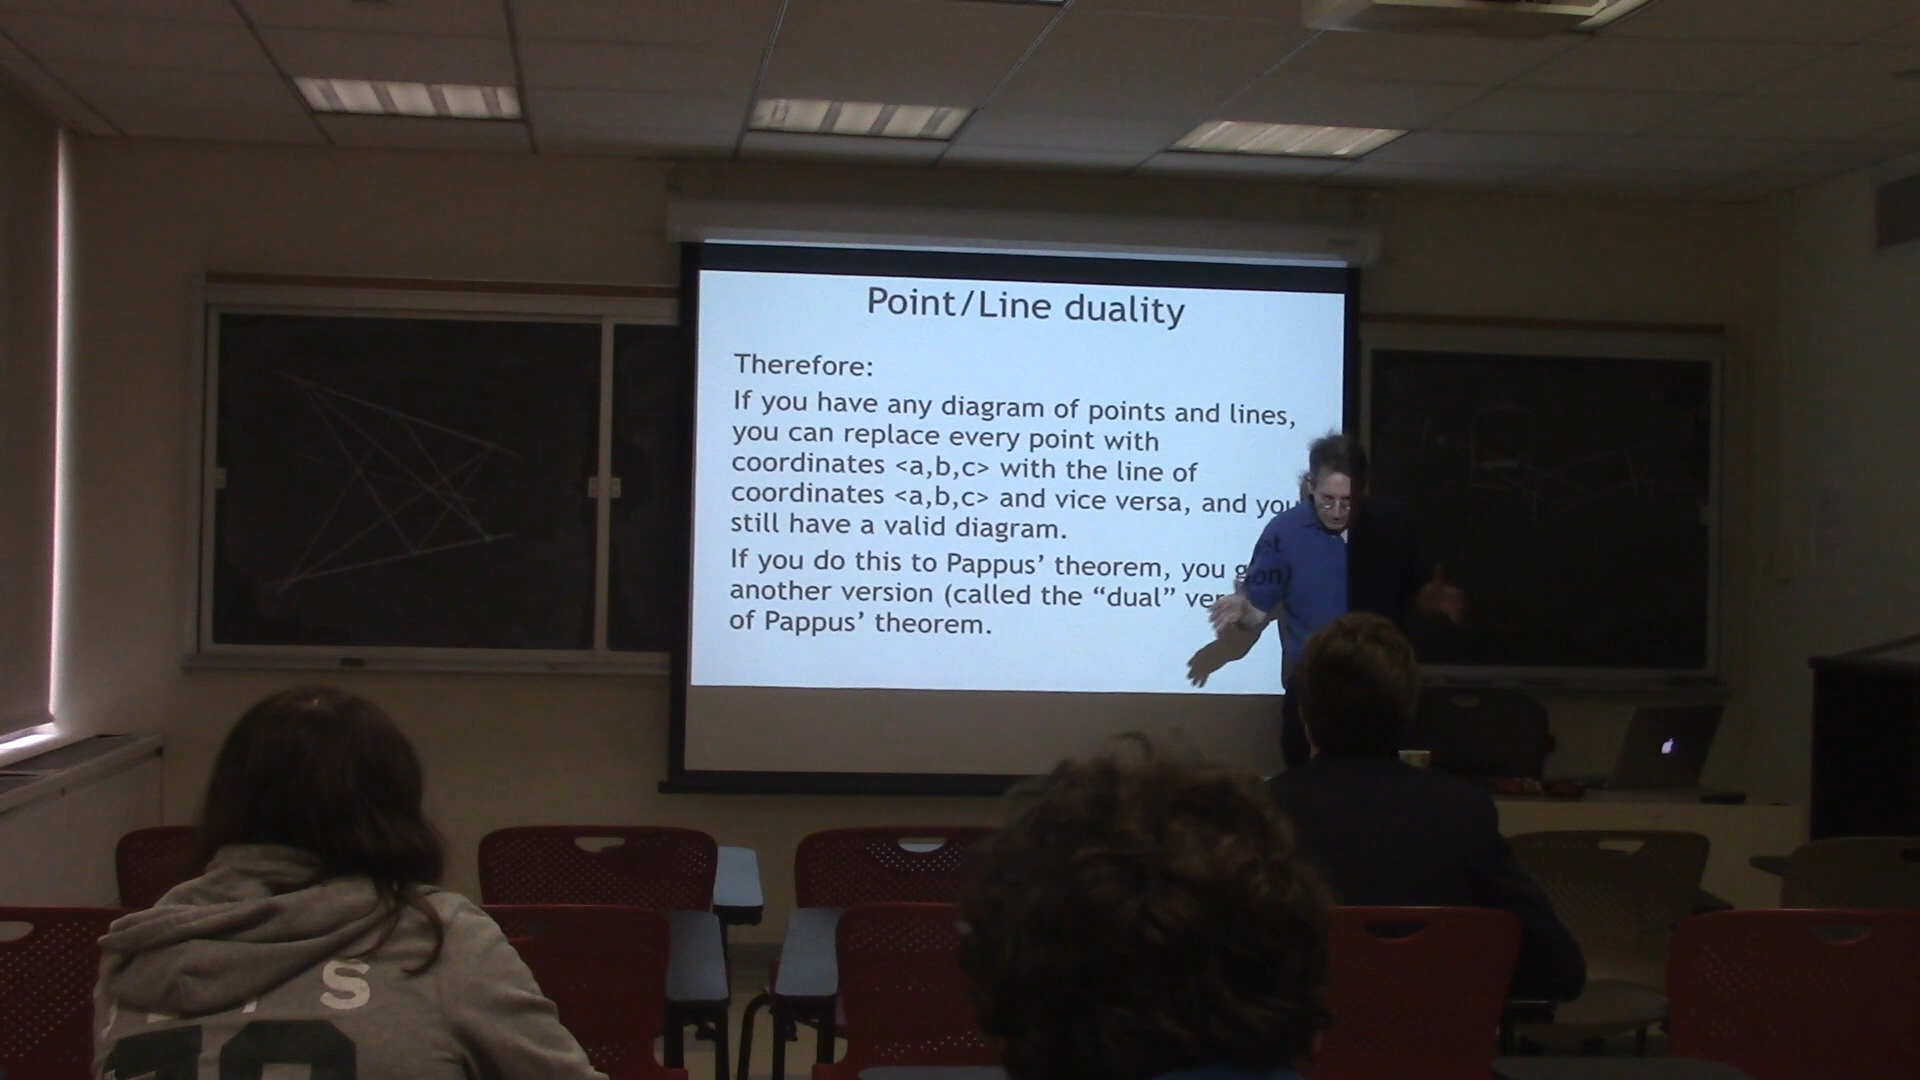 Point/Line duality
Therefore:
If you have any diagram of points and lines,
you can replace every point with
coordinates <a,b,c> with the line of
coordinates <a,b,c> and vice versa, and you
still have a valid diagram.
If you do this to Pappus’ theorem, you get
another version (called the “dual”
of Pappus’ theorem.
S